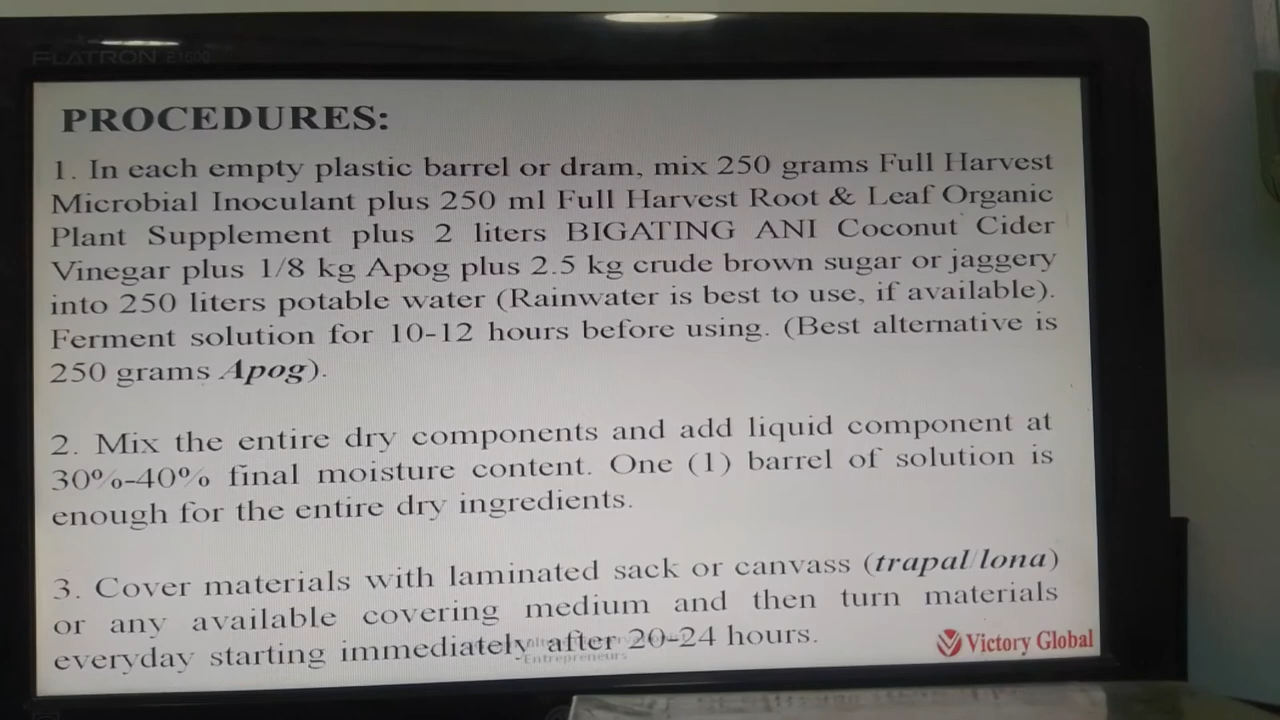 FLATRON E1600
PROCEDURES:
1. In each empty plastic barrel or dram, mix 250 grams Full Harvest
Microbial Inoculant plus 250 ml Full Harvest Root & Leaf Organic
Plant Supplement plus 2 liters BIGATING ANI Coconut Cider
Vinegar plus 1/8 kg Apog plus 2.5 kg crude brown sugar or jaggery
into 250 liters potable water (Rainwater is best to use, if available).
Ferment solution for 10-12 hours before using. (Best alternative is
250 grams Apog).
2. Mix the entire dry components and add liquid component at
30%-40% final moisture content. One (1) barrel of solution is
enough for the entire dry ingredients.
3. Cover materials with laminated sack or canvass (trapal/lona)
or any available covering medium and then turn materials
everyday starting immediately after 20-24 hours.
Entrepreneurs
Victory Global